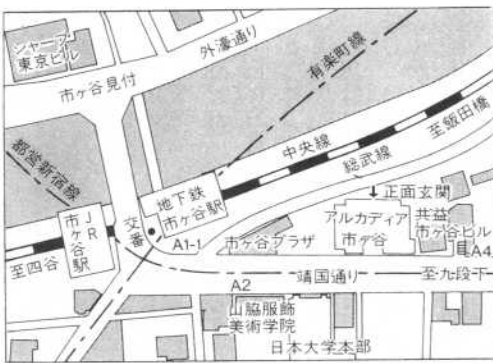 シャープ
東京ビル
外濠通り
市ヶ谷見付
有楽町線
都営新宿線
中央線
総武線
至飯田橋
地下鉄
市ヶ谷駅
正面玄関
JR
市ヶ谷駅
交番
A1-1
市ヶ谷プラザ
アルカディア
市ヶ谷
共益
市ヶ谷ビル
A4
至四谷
靖国通り
至九段下
A2
山脇服飾
美術学院
日本大学本部